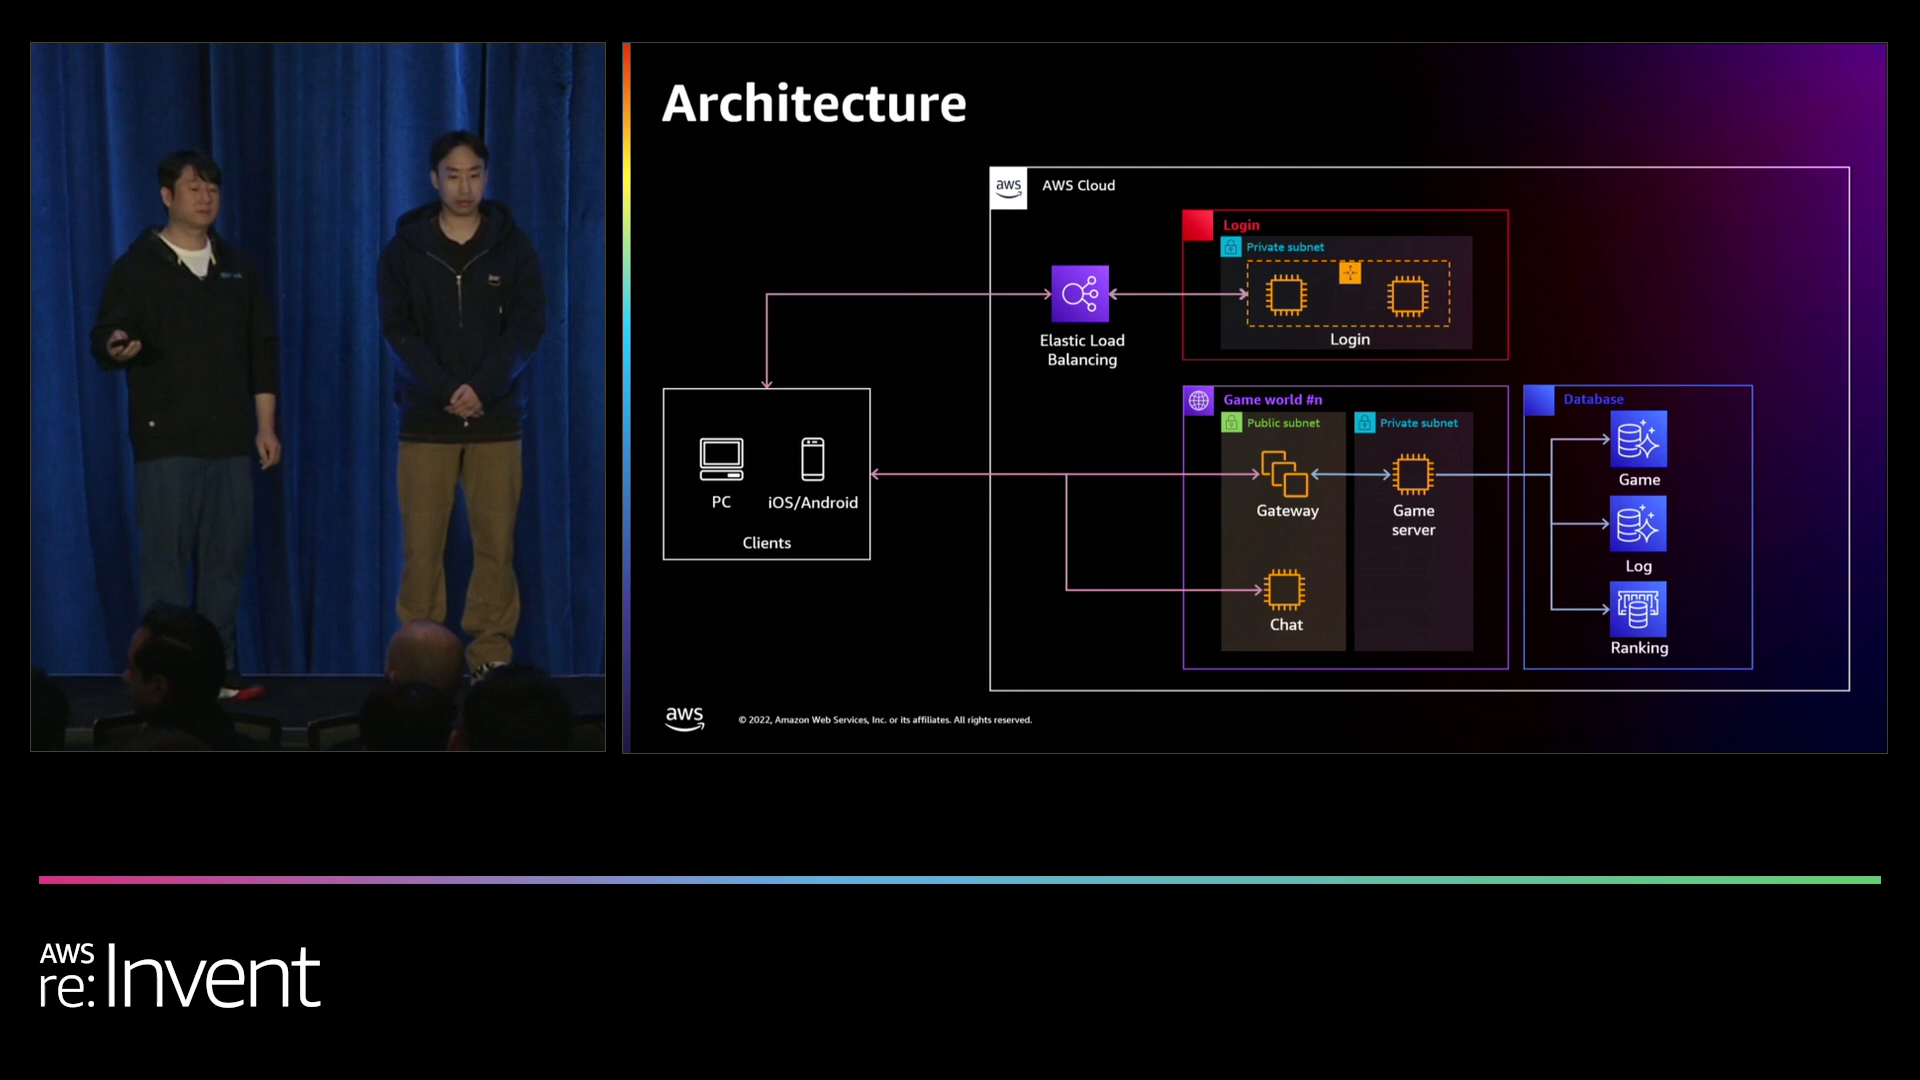 Architecture
aws
AWS Cloud
Login
Private subnet
Login
Elastic Load
Balancing
PC
iOS/Android
Clients
Game world #n
Public subnet
Private subnet
Gateway
Game
server
Chat
Database
Game
Log
Ranking
aws
© 2022, Amazon Web Services, Inc. or its affiliates. All rights reserved.
AWS
re:Invent